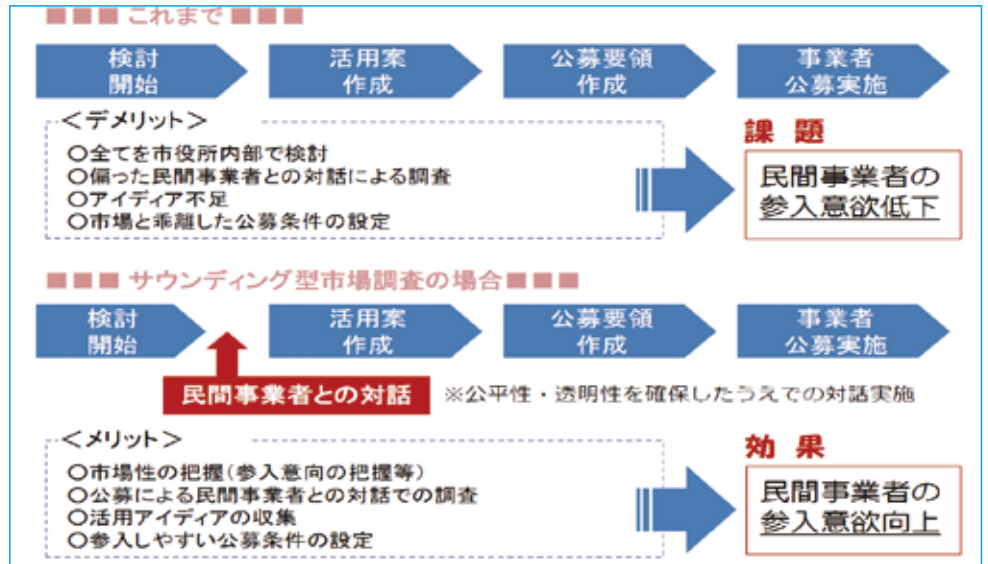 ■■■ これまで ■■■
検討
開始
活用案
作成
公募要領
作成
事業者
公募実施
＜デメリット＞
○全てを市役所内部で検討
○偏った民間事業者との対話による調査
○アイディア不足
○市場と乖離した公募条件の設定
課 題
民間事業者の
参入意欲低下
■■■ サウンディング型市場調査の場合■■■
検討
開始
活用案
作成
公募要領
作成
事業者
公募実施
民間事業者との対話 ※公平性・透明性を確保したうえでの対話実施
＜メリット＞
○市場性の把握(参入意向の把握等)
○公募による民間事業者との対話での調査
○活用アイディアの収集
○参入しやすい公募条件の設定
効 果
民間事業者の
参入意欲向上